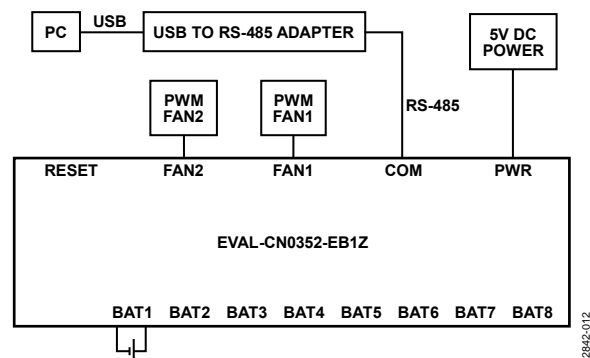 PC
USB
USB TO RS-485 ADAPTER
5V DC
POWER
PWM
FAN2
PWM
FAN1
RS-485
RESET
FAN2
FAN1
COM
PWR
EVAL-CN0352-EB1Z
BAT1 BAT2 BAT3 BAT4 BAT5 BAT6 BAT7 BAT8
2842-012